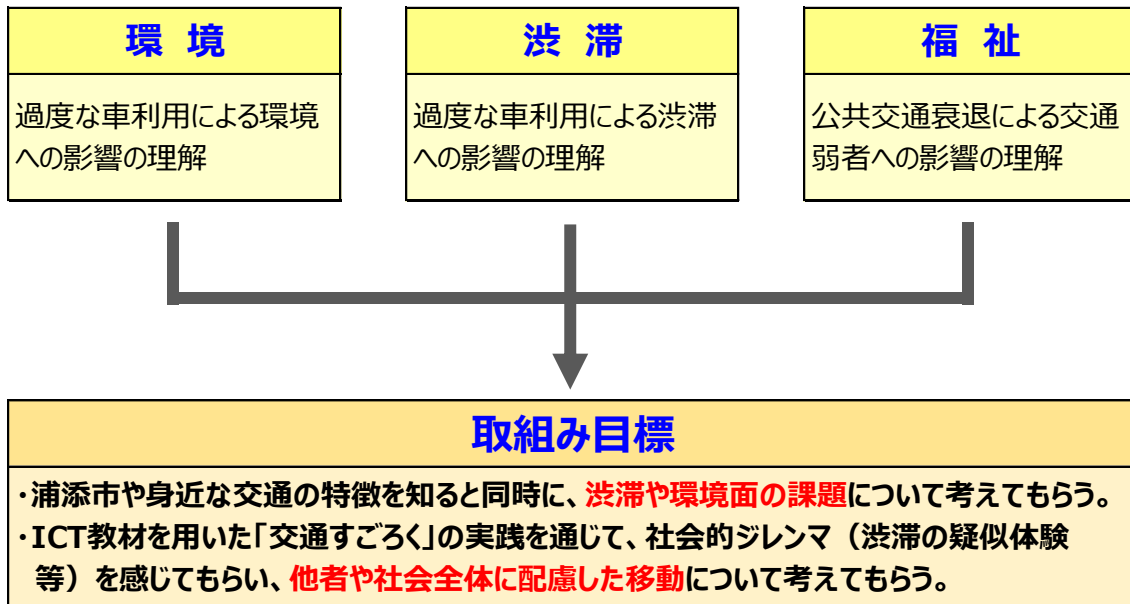 環 境
過度な車利用による環境
への影響の理解
渋 滞
過度な車利用による渋滞
への影響の理解
福 祉
公共交通衰退による交通
弱者への影響の理解
取組み目標
・浦添市や身近な交通の特徴を知ると同時に、渋滞や環境面の課題について考えてもらう。
・ICT教材を用いた「交通すごろく」の実践を通じて、社会的ジレンマ（渋滞の疑似体験
等）を感じてもらい、他者や社会全体に配慮した移動について考えてもらう。